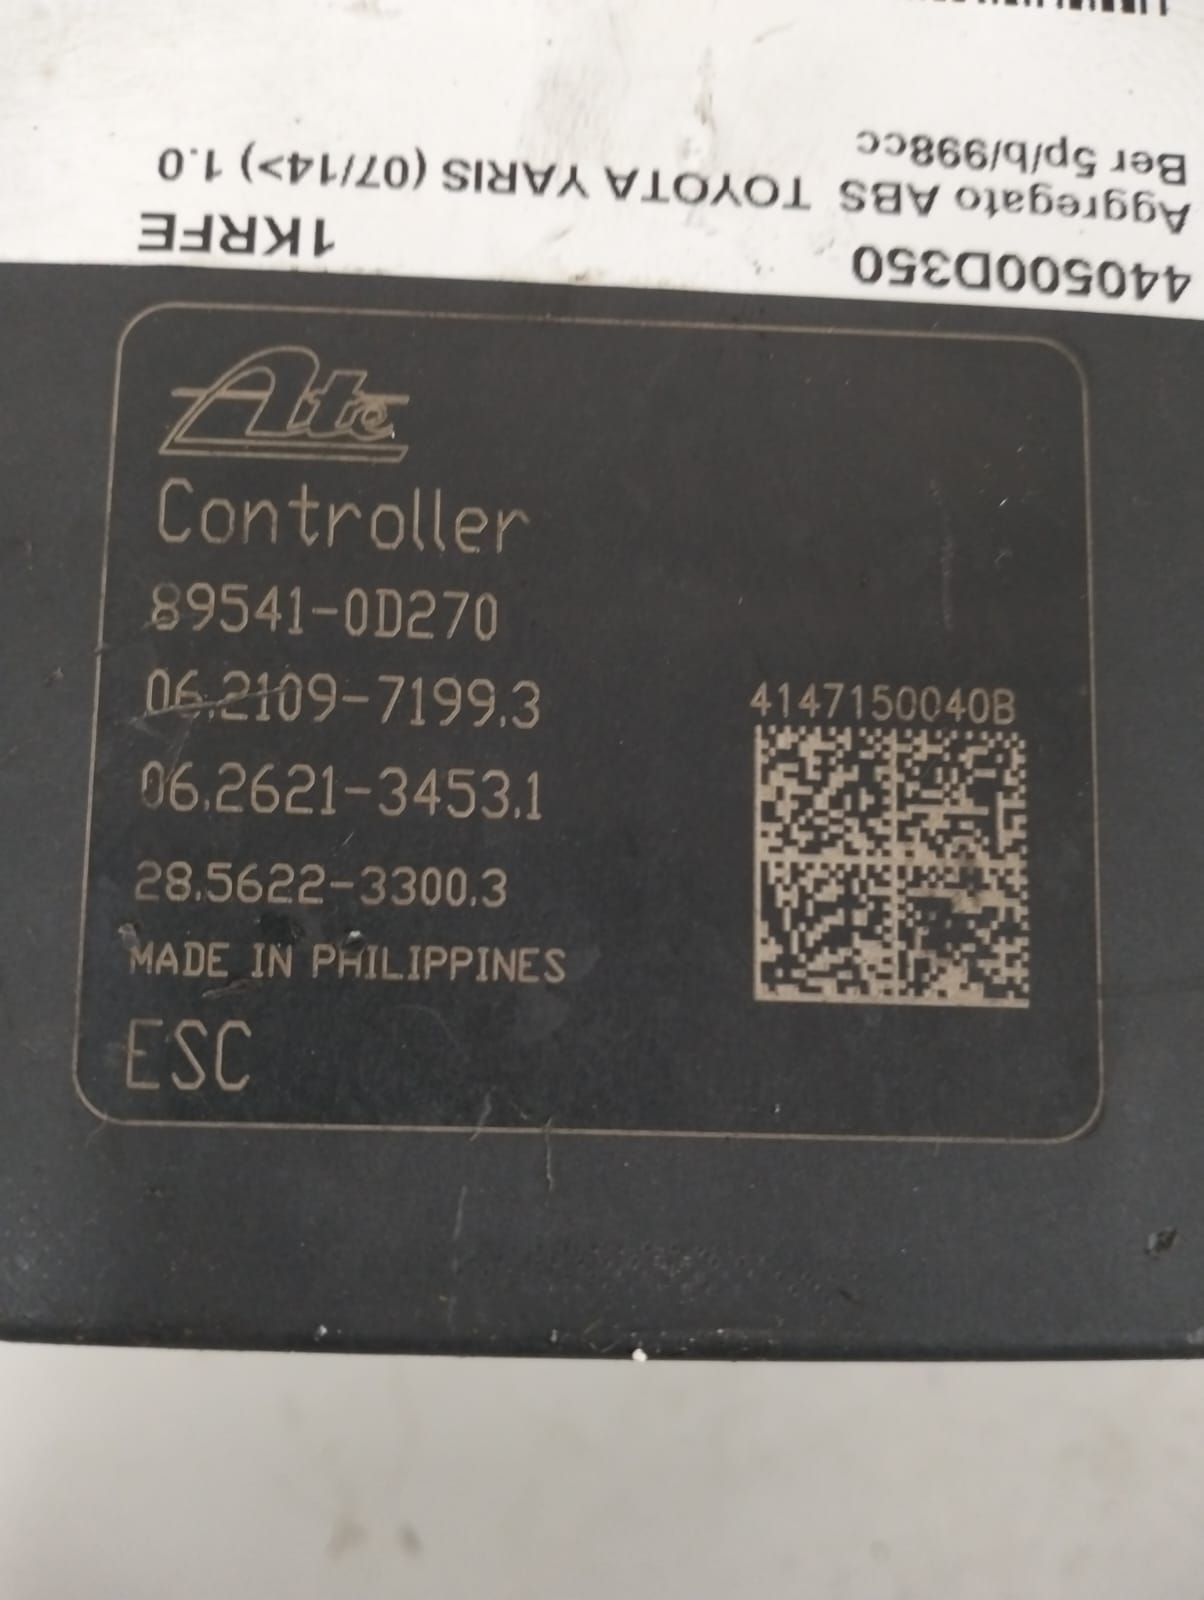 440500D350 1KRFE
Aggregato ABS TOYOTA YARIS (07/14>) 1.0
Ber 5p/b/998cc
Ate
Controller
89541-0D270
06.2109-7199.3
06.2621-3453.1
28.5622-3300.3
MADE IN PHILIPPINES
ESC
4147150040B